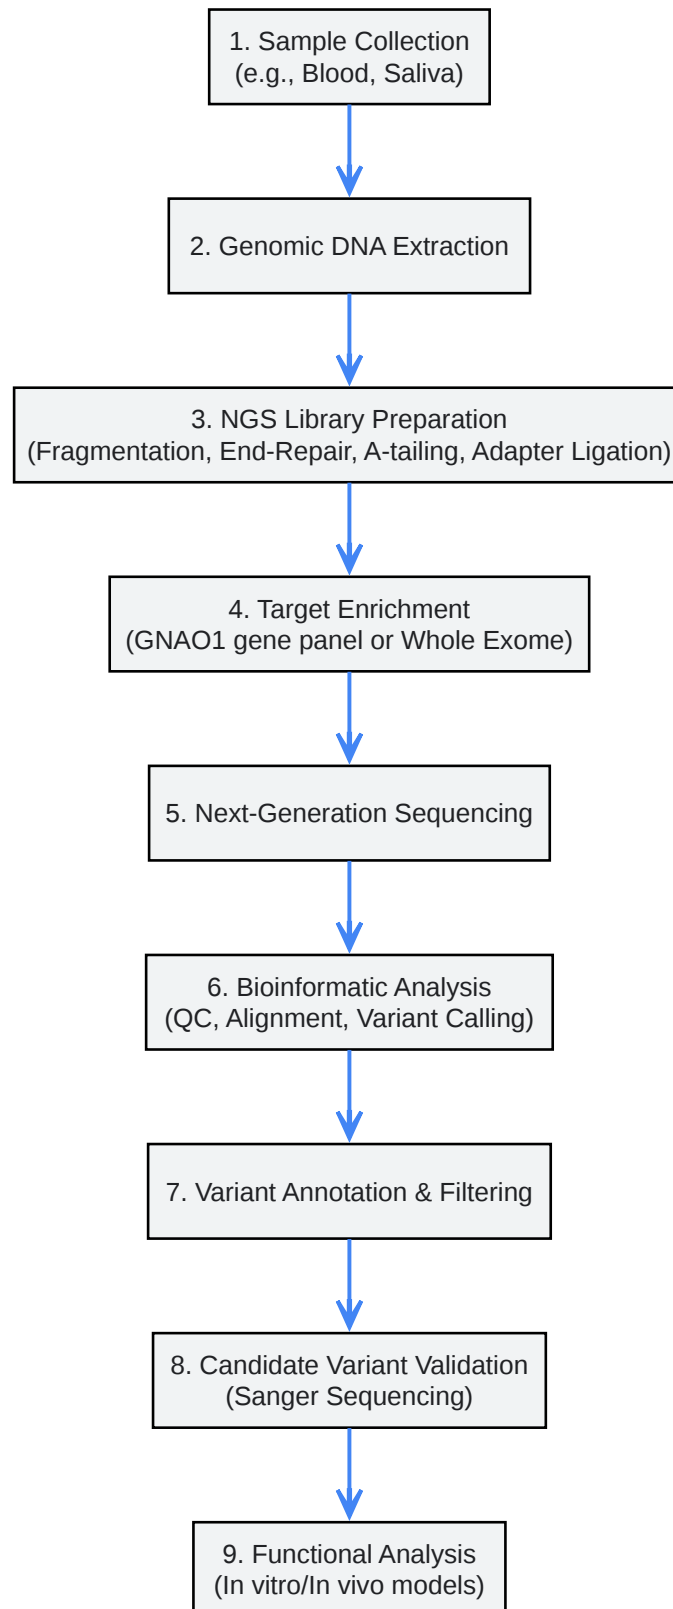 1. Sample Collection
(e.g., Blood, Saliva)
2. Genomic DNA Extraction
3. NGS Library Preparation
(Fragmentation, End-Repair, A-tailing, Adapter Ligation)
4. Target Enrichment
(GNAO1 gene panel or Whole Exome)
5. Next-Generation Sequencing
6. Bioinformatic Analysis
(QC, Alignment, Variant Calling)
7. Variant Annotation & Filtering
8. Candidate Variant Validation
(Sanger Sequencing)
9. Functional Analysis
(In vitro/In vivo models)